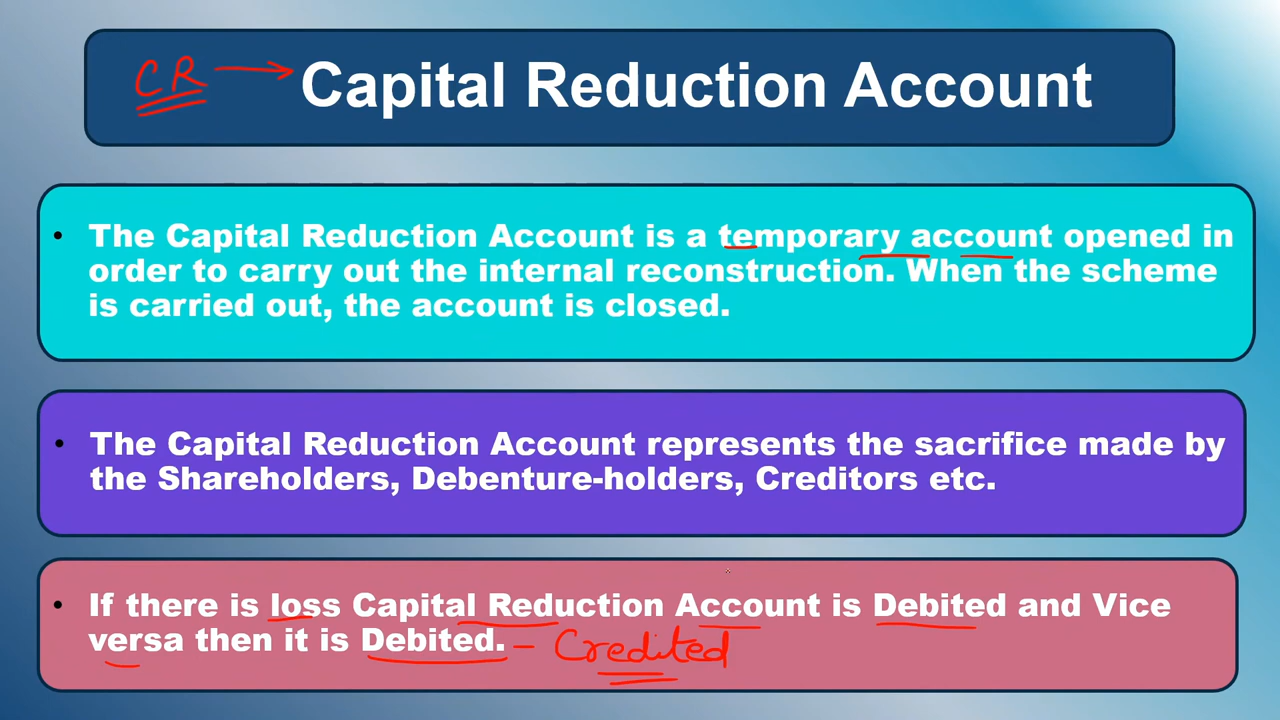 CR → Capital Reduction Account
• The Capital Reduction Account is a temporary account opened in
order to carry out the internal reconstruction. When the scheme
is carried out, the account is closed.
• The Capital Reduction Account represents the sacrifice made by
the Shareholders, Debenture-holders, Creditors etc.
• If there is loss Capital Reduction Account is Debited and Vice
versa then it is Debited. – Credited